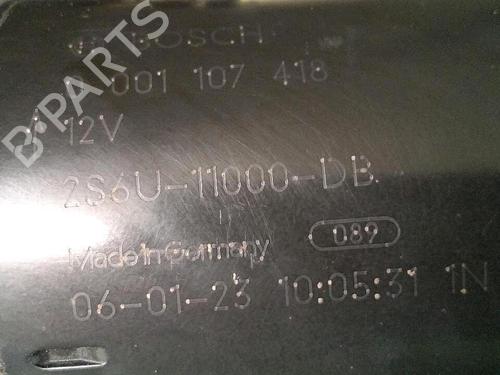 BOSCH
0 001 107 418
12V
2S6U-11000-DB
Made in Germany 089
06-01-23 10:05:31 1N
B-PARTS